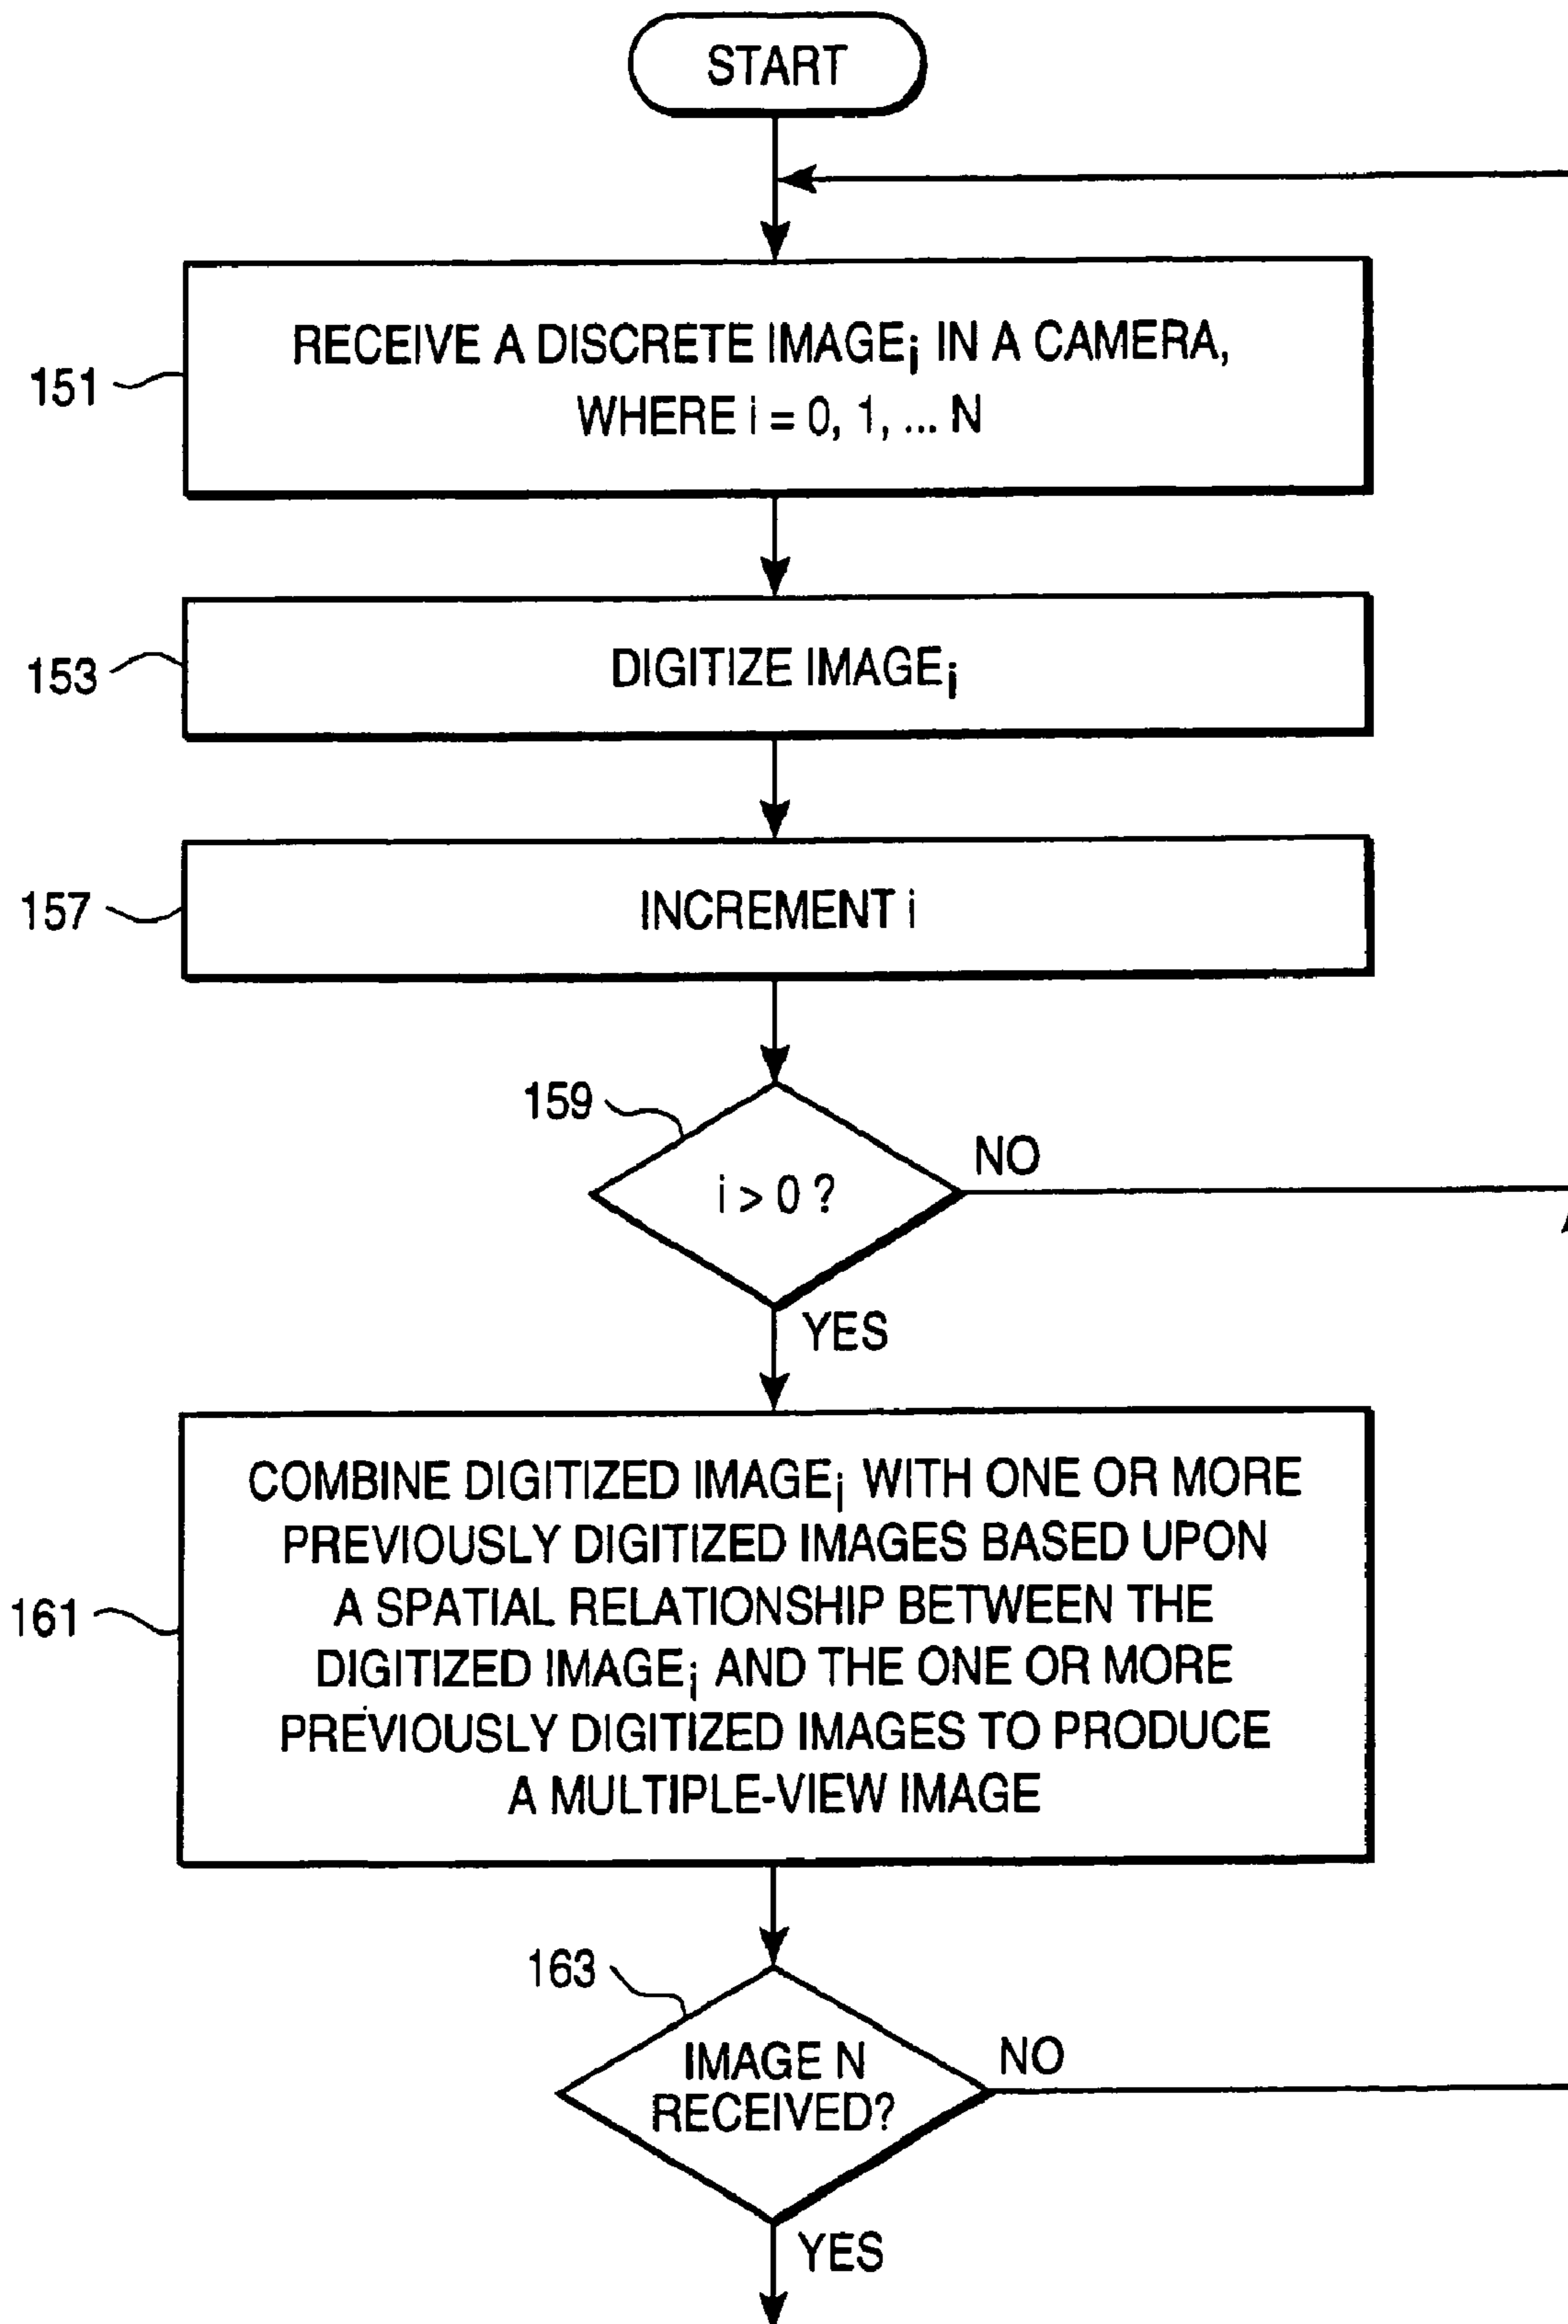 START
RECEIVE A DISCRETE IMAGEi IN A CAMERA,
WHERE i = 0, 1, ... N
151
DIGITIZE IMAGEi
153
INCREMENT i
157
159
i > 0 ?
NO
YES
COMBINE DIGITIZED IMAGEi WITH ONE OR MORE
PREVIOUSLY DIGITIZED IMAGES BASED UPON
A SPATIAL RELATIONSHIP BETWEEN THE
DIGITIZED IMAGEi AND THE ONE OR MORE
PREVIOUSLY DIGITIZED IMAGES TO PRODUCE
A MULTIPLE-VIEW IMAGE
161
163
IMAGE N
RECEIVED?
NO
YES